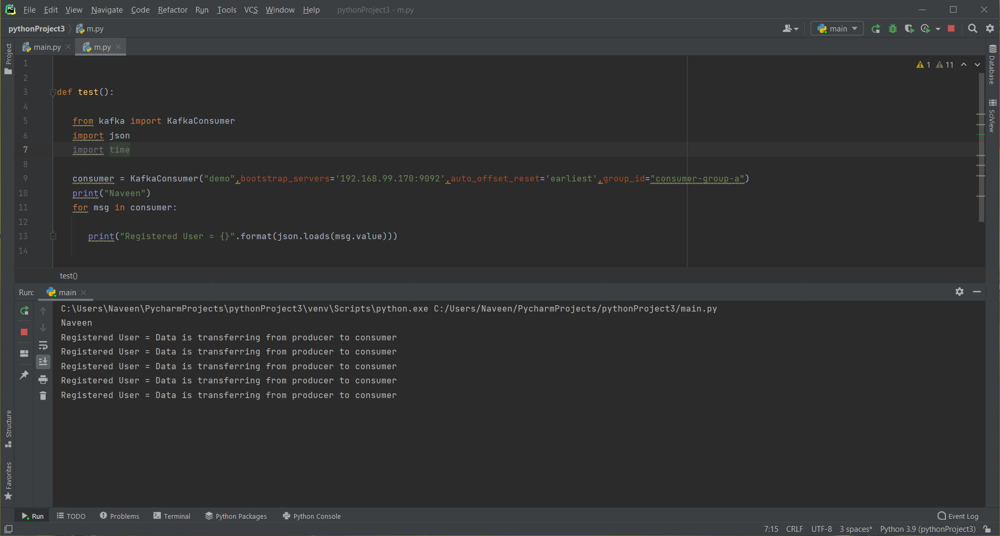 PC File Edit View Navigate Code Refactor Run Tools VCS Window Help pythonProject3 - m.py
pythonProject3 m.py main
main.py m.py
Project
Database
SciView
1 11
1
2
3 def test():
4
5 from kafka import KafkaConsumer
6 import json
7 import time
8
9 consumer = KafkaConsumer("demo",bootstrap_servers='192.168.99.170:9092',auto_offset_reset='earliest',group_id="consumer-group-a")
10 print("Naveen")
11 for msg in consumer:
12
13 print("Registered User = {}".format(json.loads(msg.value)))
14
test()
Run: main
C:\Users\Naveen\PycharmProjects\pythonProject3\venv\Scripts\python.exe C:/Users/Naveen/PycharmProjects/pythonProject3/main.py
Naveen
Registered User = Data is transferring from producer to consumer
Registered User = Data is transferring from producer to consumer
Registered User = Data is transferring from producer to consumer
Registered User = Data is transferring from producer to consumer
Registered User = Data is transferring from producer to consumer
Structure
Favorites
Run TODO Problems Terminal Python Packages Python Console Event Log
7:15 CRLF UTF-8 3 spaces* Python 3.9 (pythonProject3)